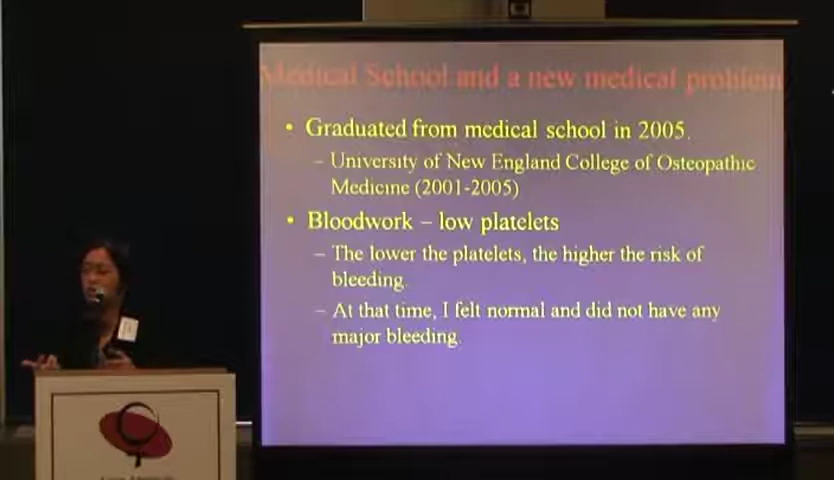 Medical School and a new medical problem
• Graduated from medical school in 2005.
– University of New England College of Osteopathic
Medicine (2001-2005)
• Bloodwork – low platelets
– The lower the platelets, the higher the risk of
bleeding.
– At that time, I felt normal and did not have any
major bleeding.